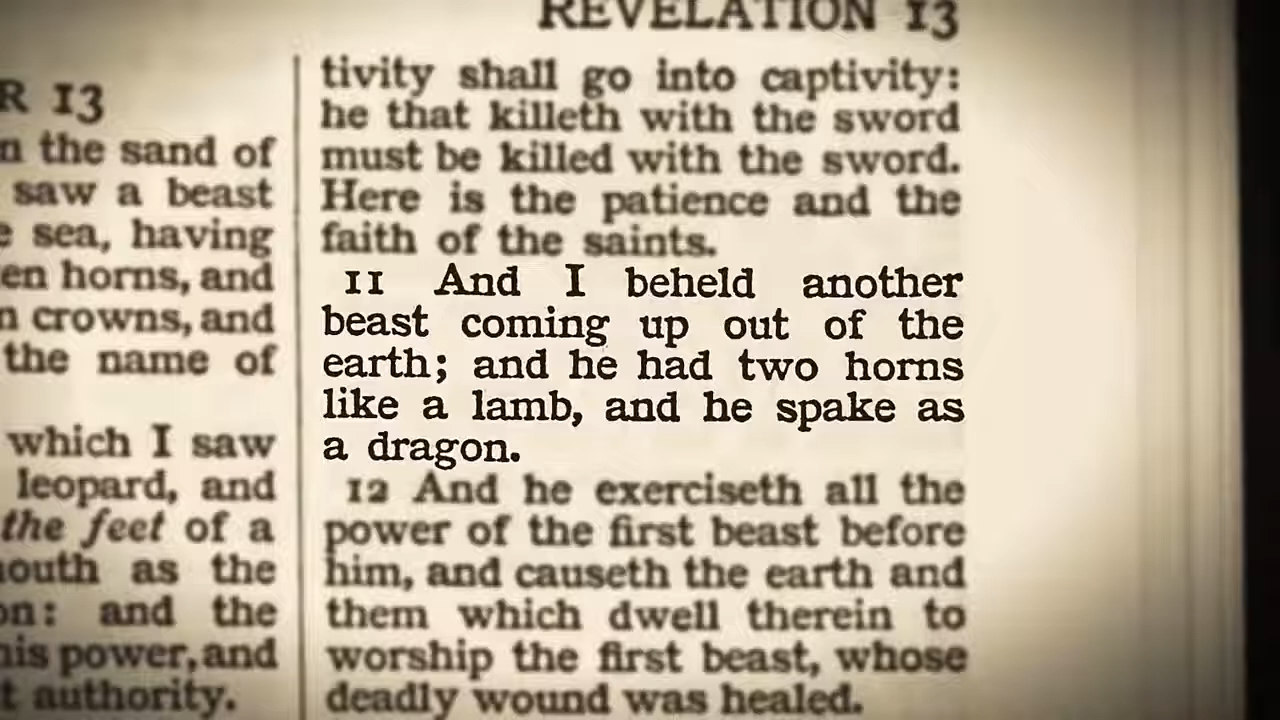 REVELATION 13
R 13
n the sand of
saw a beast
e sea, having
en horns, and
n crowns, and
the name of
which I saw
leopard, and
the feet of a
outh as the
on: and the
his power, and
t authority.
tivity shall go into captivity:
he that killeth with the sword
must be killed with the sword.
Here is the patience and the
faith of the saints.
11 And I beheld another
beast coming up out of the
earth; and he had two horns
like a lamb, and he spake as
a dragon.
12 And he exerciseth all the
power of the first beast before
him, and causeth the earth and
them which dwell therein to
worship the first beast, whose
deadly wound was healed.